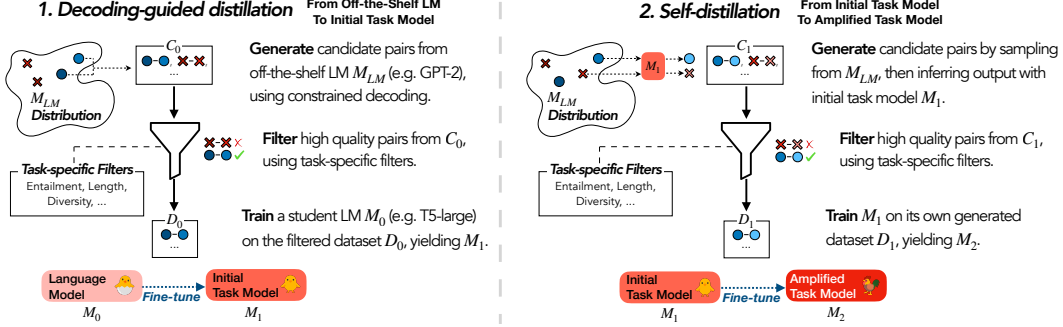 1. Decoding-guided distillation
From Off-the-Shelf LM
To Initial Task Model
C₀
...
M_LM
Distribution
Generate candidate pairs from
off-the-shelf LM M_LM (e.g. GPT-2),
using constrained decoding.
Filter high quality pairs from C₀,
using task-specific filters.
Task-specific Filters
Entailment, Length,
Diversity, ...
D₀
...
Train a student LM M₀ (e.g. T5-large)
on the filtered dataset D₀, yielding M₁.
Language
Model
Fine-tune
Initial
Task Model
M₀
M₁
2. Self-distillation
From Initial Task Model
To Amplified Task Model
C₁
...
M₁
M_LM
Distribution
Generate candidate pairs by sampling
from M_LM, then inferring output with
initial task model M₁.
Filter high quality pairs from C₁,
using task-specific filters.
Task-specific Filters
Entailment, Length,
Diversity, ...
D₁
...
Train M₁ on its own generated
dataset D₁, yielding M₂.
Initial
Task Model
Fine-tune
Amplified
Task Model
M₁
M₂